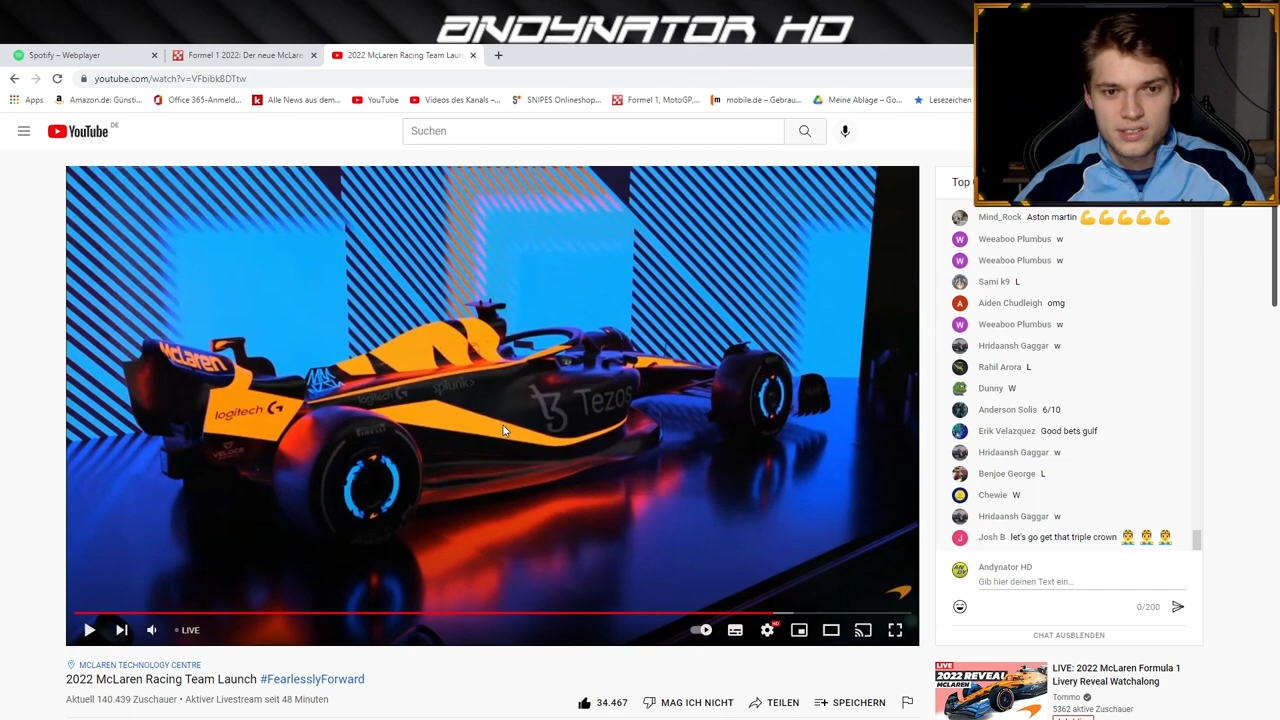 ANDYNATOR HD
Spotify – Webplayer
Formel 1 2022: Der neue McLare
2022 McLaren Racing Team Laun
youtube.com/watch?v=VFbibkBDTtw
Apps
Amazon.de: Günsti...
Office 365-Anmeld...
Alle News aus dem...
YouTube
Videos des Kanals –...
SNIPES Onlineshop...
Formel 1, MotoGP,...
mobile.de – Gebrau...
Meine Ablage – Go...
Lesezeichen
YouTube DE
Suchen
McLaren
logitech G
VELOCE
logitech G
splunk>
Tezos
PIRELLI
LIVE
HD
MCLAREN TECHNOLOGY CENTRE
2022 McLaren Racing Team Launch #FearlesslyForward
Aktuell 140.439 Zuschauer • Aktiver Livestream seit 48 Minuten
34.467
MAG ICH NICHT
TEILEN
SPEICHERN
Top
Mind_Rock Aston martin 💪💪💪💪💪
Weeaboo Plumbus w
Weeaboo Plumbus w
Sami k9 L
Aiden Chudleigh omg
Weeaboo Plumbus w
Hridaansh Gaggar w
Rahil Arora L
Dunny W
Anderson Solis 6/10
Erik Velazquez Good bets gulf
Hridaansh Gaggar w
Benjoe George L
Chewie W
Hridaansh Gaggar w
Josh B let's go get that triple crown
Andynator HD
Gib hier deinen Text ein...
0/200
CHAT AUSBLENDEN
LIVE
2022 REVEAL
MCLAREN
LIVE: 2022 McLaren Formula 1
Livery Reveal Watchalong
Tommo
5362 aktive Zuschauer